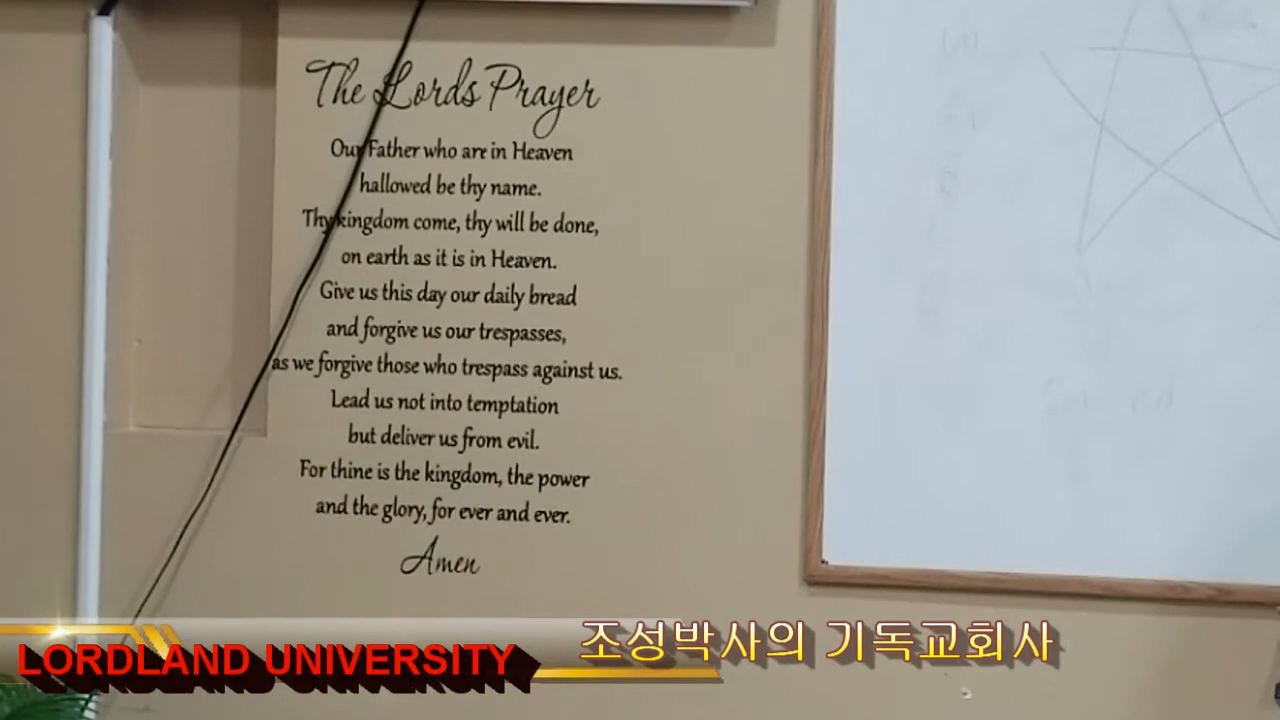 The Lords Prayer
Our Father who are in Heaven
hallowed be thy name.
Thy kingdom come, thy will be done,
on earth as it is in Heaven.
Give us this day our daily bread
and forgive us our trespasses,
as we forgive those who trespass against us.
Lead us not into temptation
but deliver us from evil.
For thine is the kingdom, the power
and the glory, for ever and ever.
Amen
LORDLAND UNIVERSITY
조성박사의 기독교회사